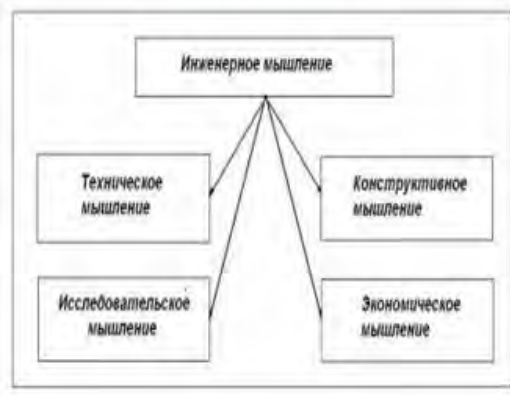 Инженерное мышление
Техническое
мышление
Конструктивное
мышление
Исследовательское
мышление
Экономическое
мышление